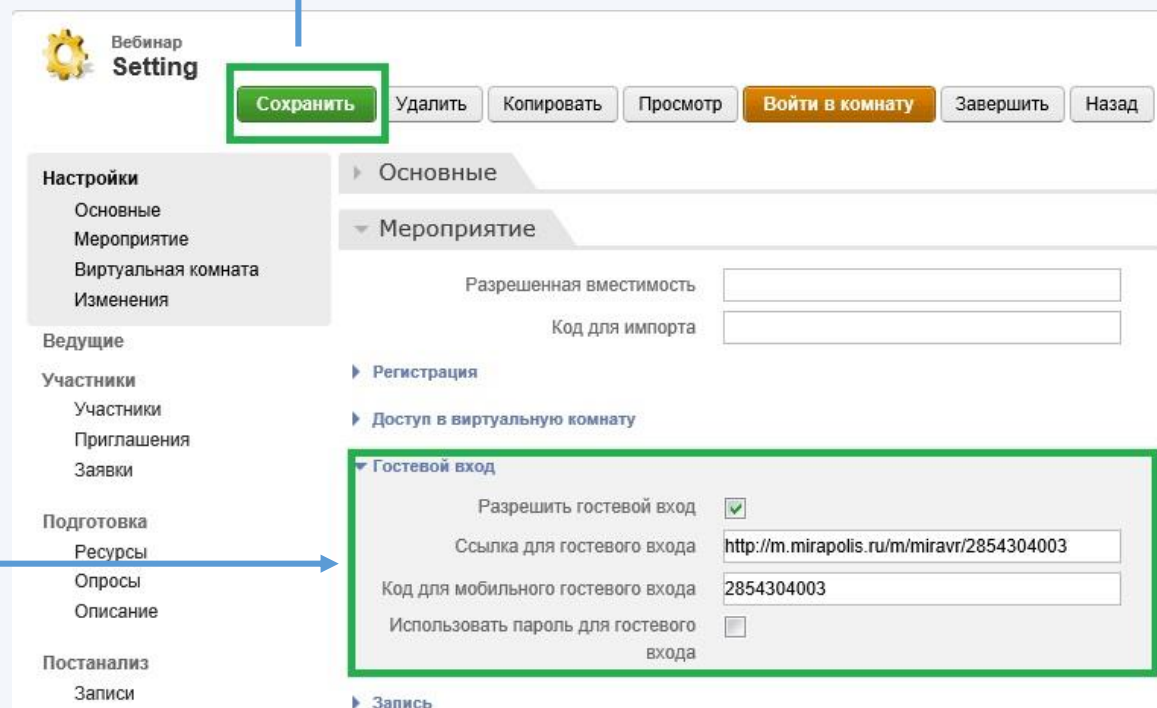 Вебинар
Setting
Сохранить Удалить Копировать Просмотр Войти в комнату Завершить Назад
Настройки
Основные
Мероприятие
Виртуальная комната
Изменения
Ведущие
Участники
Участники
Приглашения
Заявки
Подготовка
Ресурсы
Опросы
Описание
Постанализ
Записи
Основные
Мероприятие
Разрешенная вместимость
Код для импорта
Регистрация
Доступ в виртуальную комнату
Гостевой вход
Разрешить гостевой вход
Ссылка для гостевого входа http://m.mirapolis.ru/m/miravr/2854304003
Код для мобильного гостевого входа 2854304003
Использовать пароль для гостевого
входа
Запись